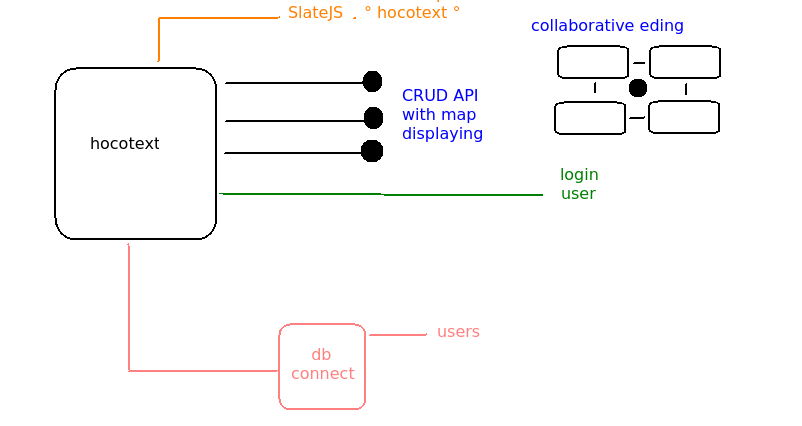 SlateJS . ° hocotext °
collaborative eding
CRUD API
with map
displaying
hocotext
login
user
users
db
connect